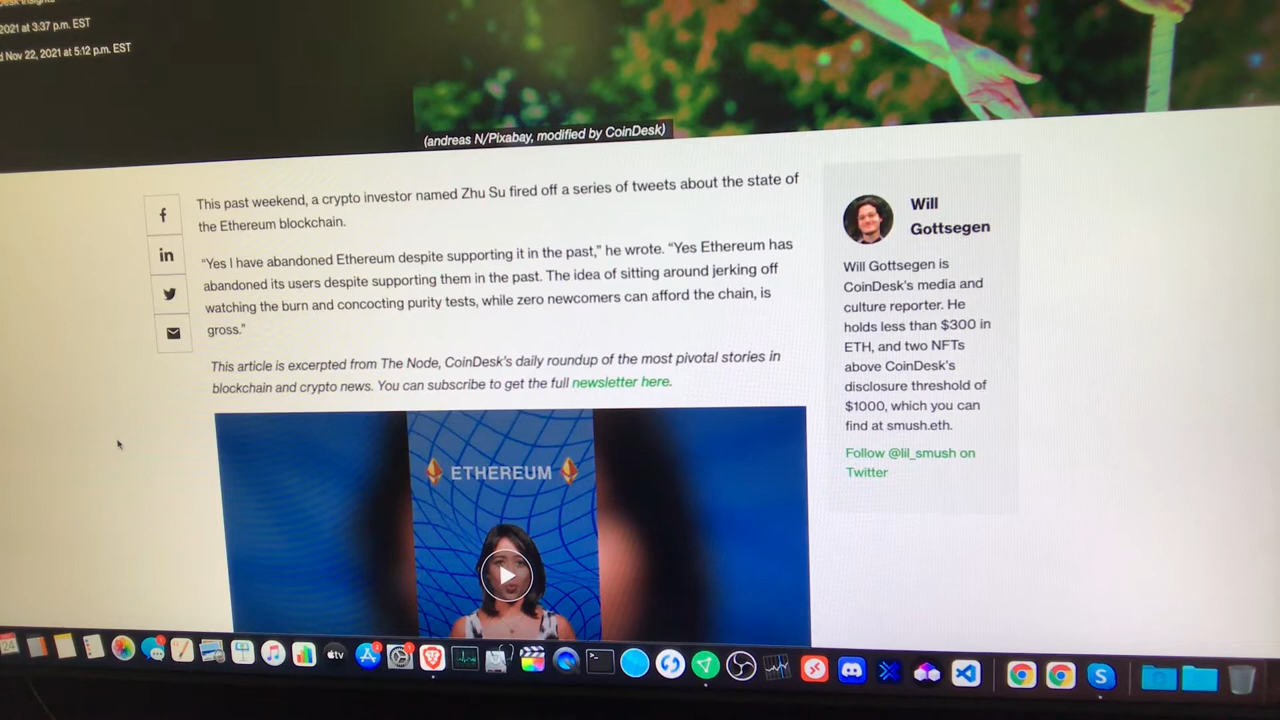 2021 at 3:37 p.m. EST
Nov 22, 2021 at 5:12 p.m. EST
(andreas N/Pixabay, modified by CoinDesk)
This past weekend, a crypto investor named Zhu Su fired off a series of tweets about the state of
the Ethereum blockchain.
“Yes I have abandoned Ethereum despite supporting it in the past,” he wrote. “Yes Ethereum has
abandoned its users despite supporting them in the past. The idea of sitting around jerking off
watching the burn and concocting purity tests, while zero newcomers can afford the chain, is
gross.”
This article is excerpted from The Node, CoinDesk's daily roundup of the most pivotal stories in
blockchain and crypto news. You can subscribe to get the full newsletter here.
ETHEREUM
Will
Gottsegen
Will Gottsegen is
CoinDesk's media and
culture reporter. He
holds less than $300 in
ETH, and two NFTs
above CoinDesk's
disclosure threshold of
$1000, which you can
find at smush.eth.
Follow @lil_smush on
Twitter
24
tv